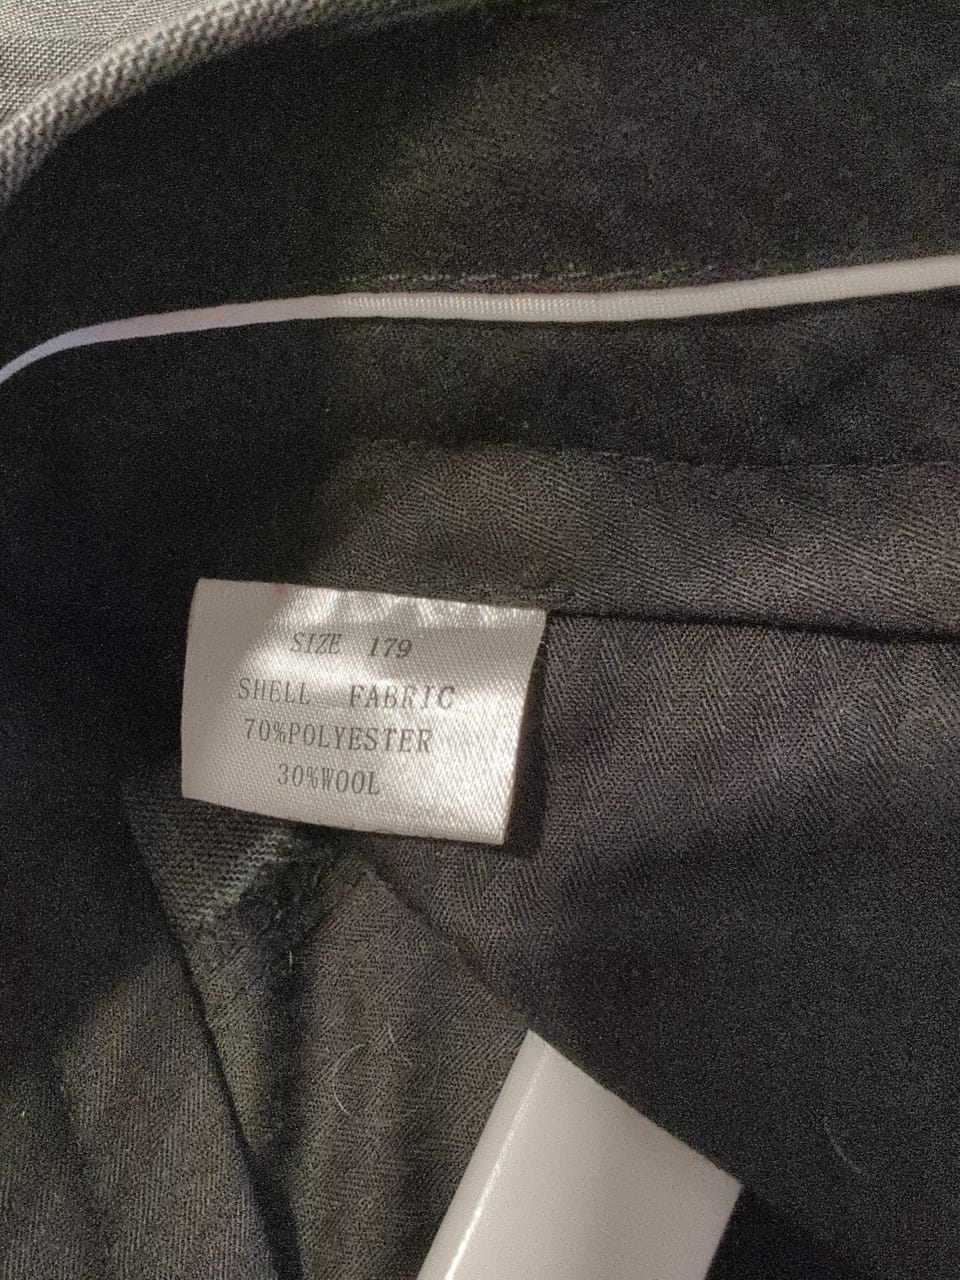 SIZE 179
SHELL FABRIC
70%POLYESTER
30%WOOL